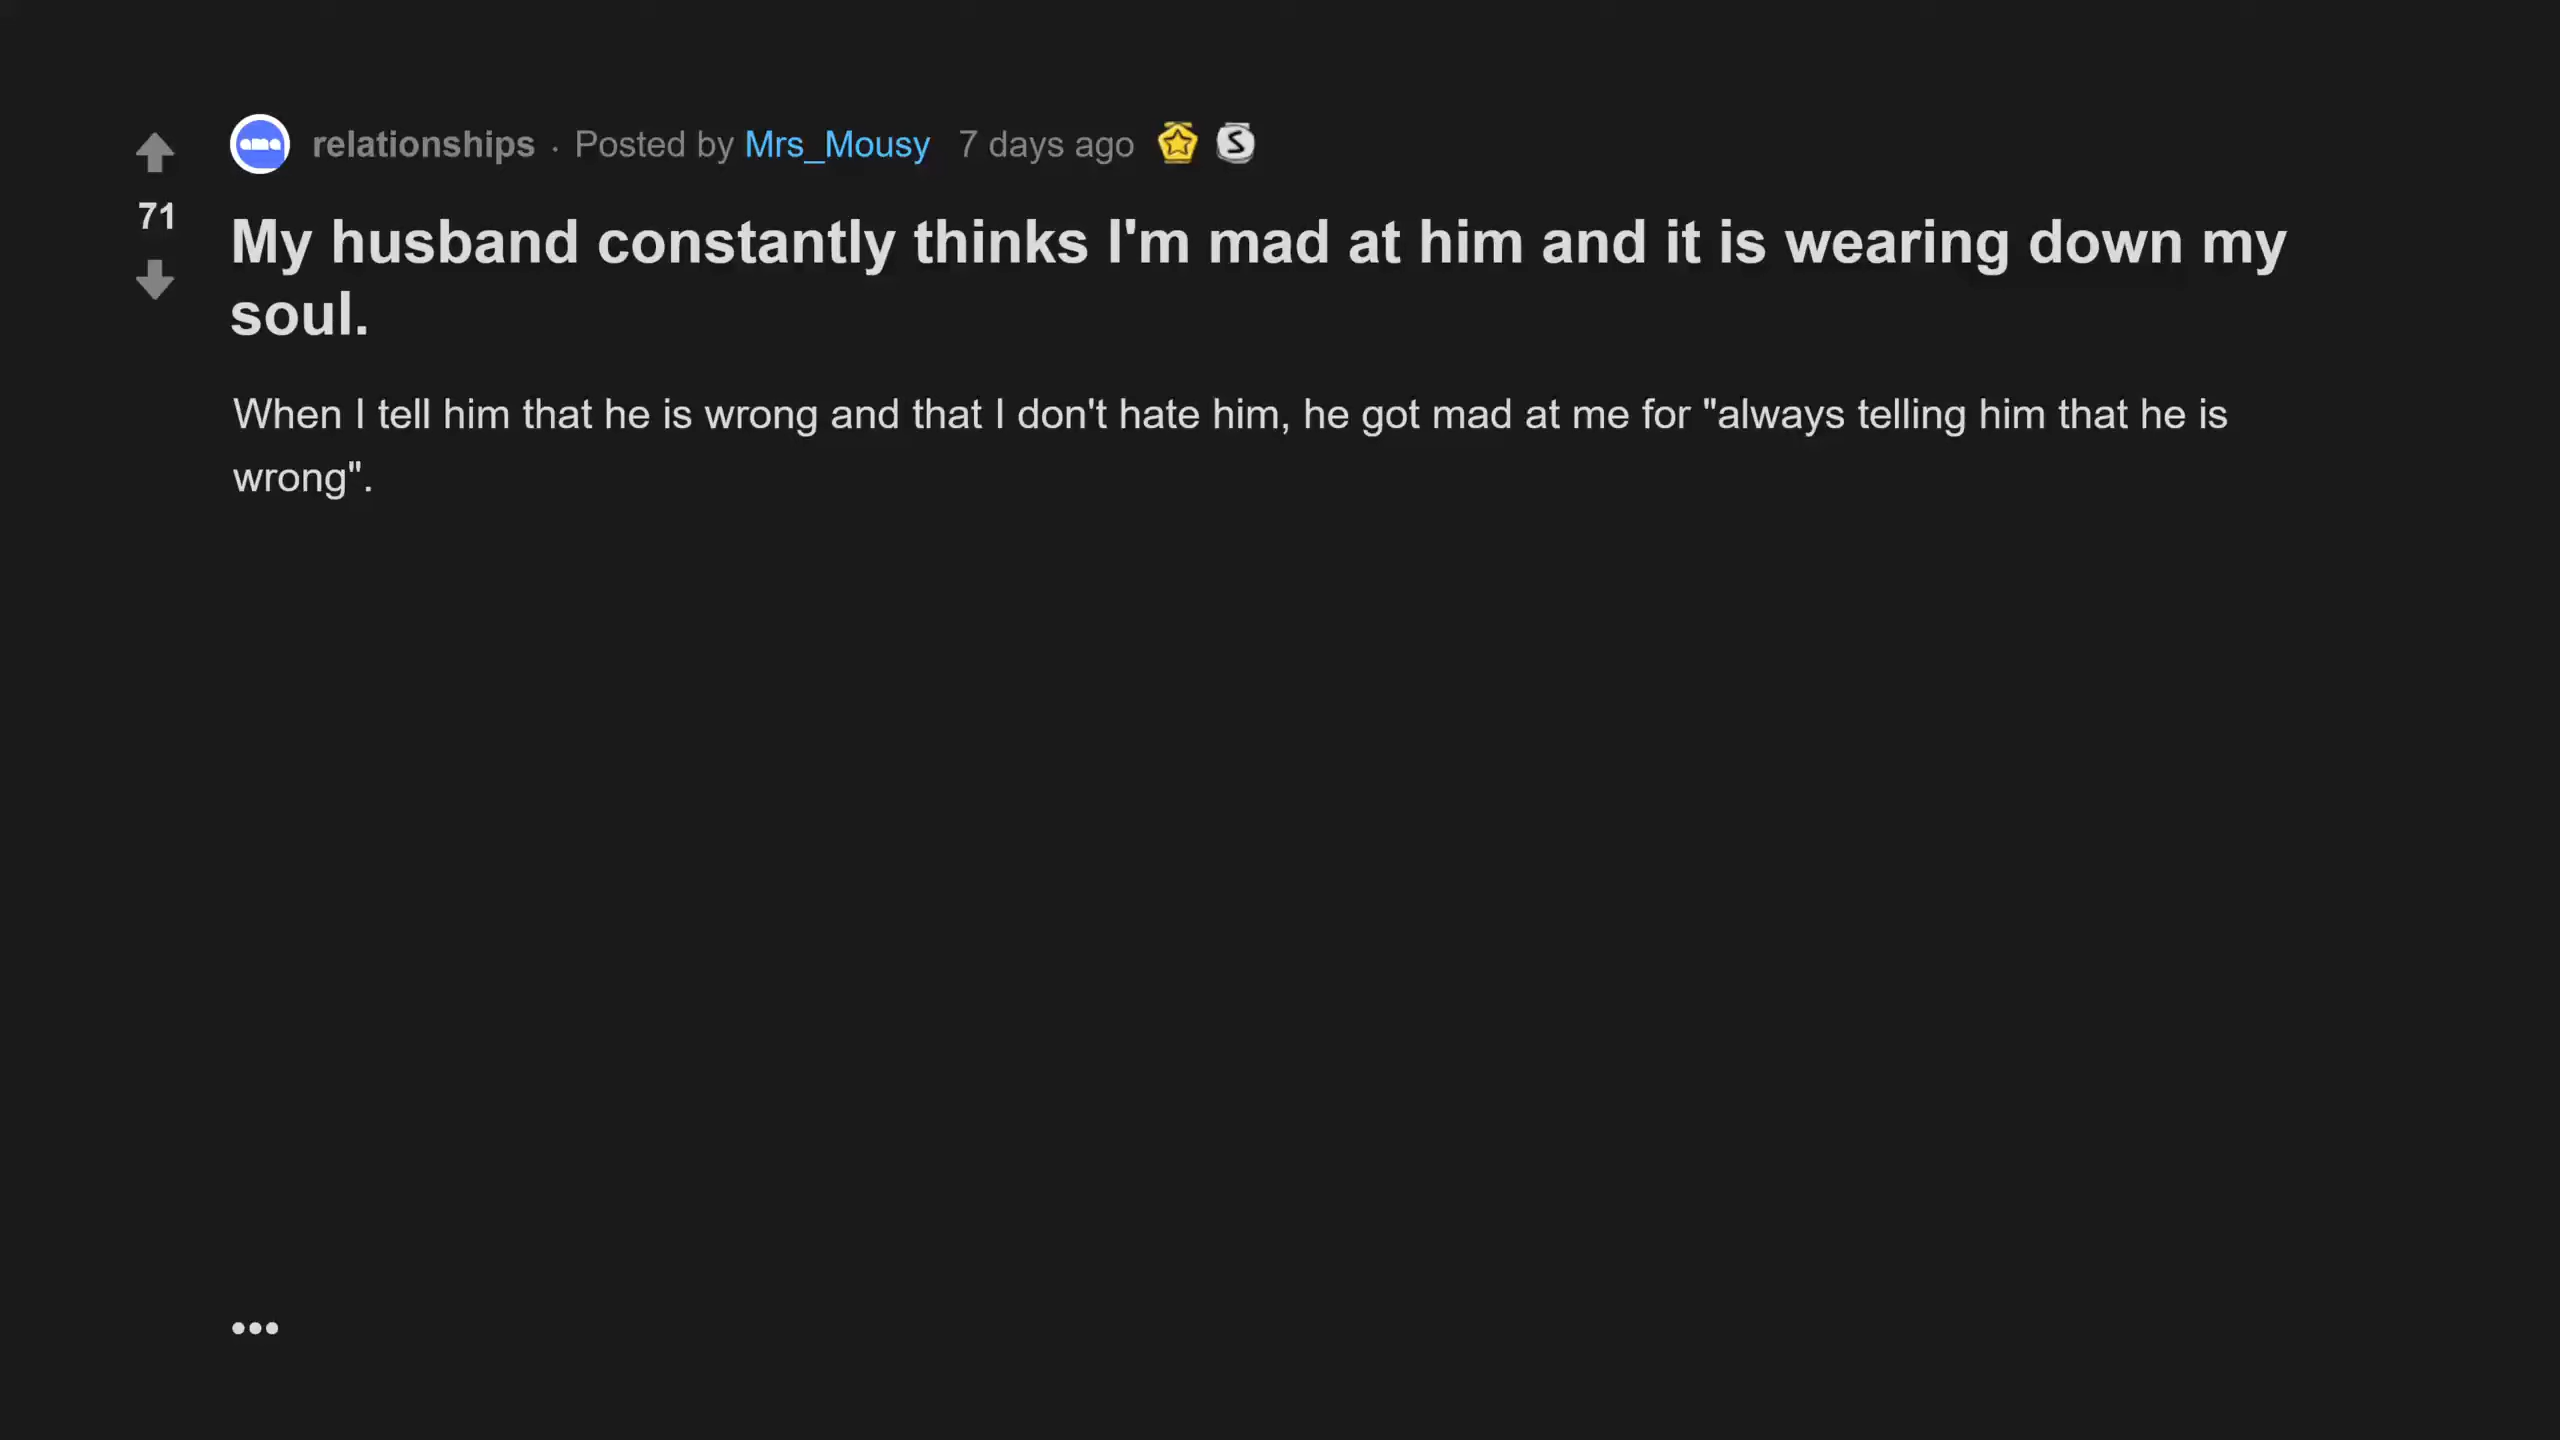 relationships · Posted by Mrs_Mousy 7 days ago
71
My husband constantly thinks I'm mad at him and it is wearing down my
soul.
When I tell him that he is wrong and that I don't hate him, he got mad at me for "always telling him that he is
wrong".